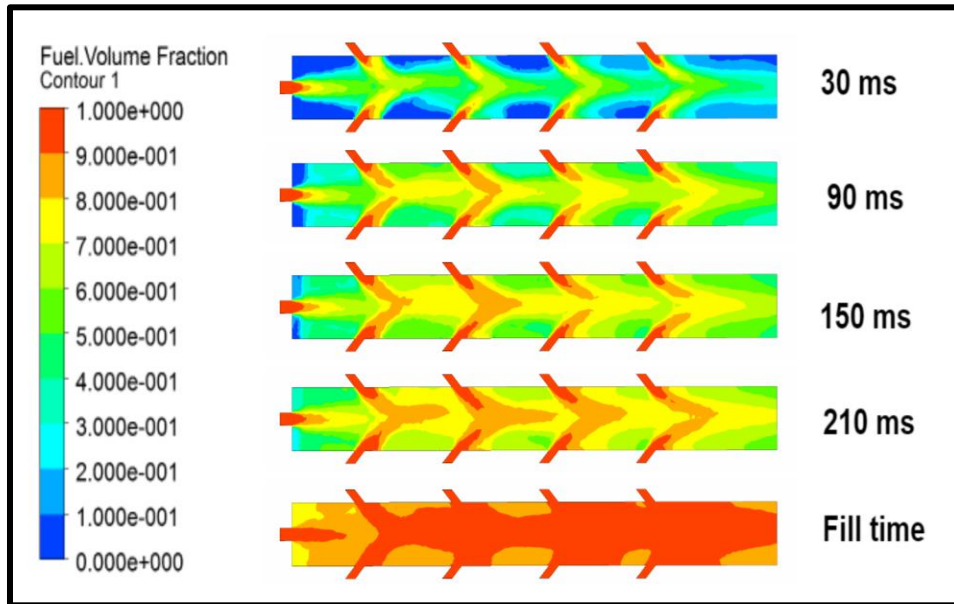 Fuel.Volume Fraction
Contour 1
1.000e+000
9.000e-001
8.000e-001
7.000e-001
6.000e-001
5.000e-001
4.000e-001
3.000e-001
2.000e-001
1.000e-001
0.000e+000
30 ms
90 ms
150 ms
210 ms
Fill time